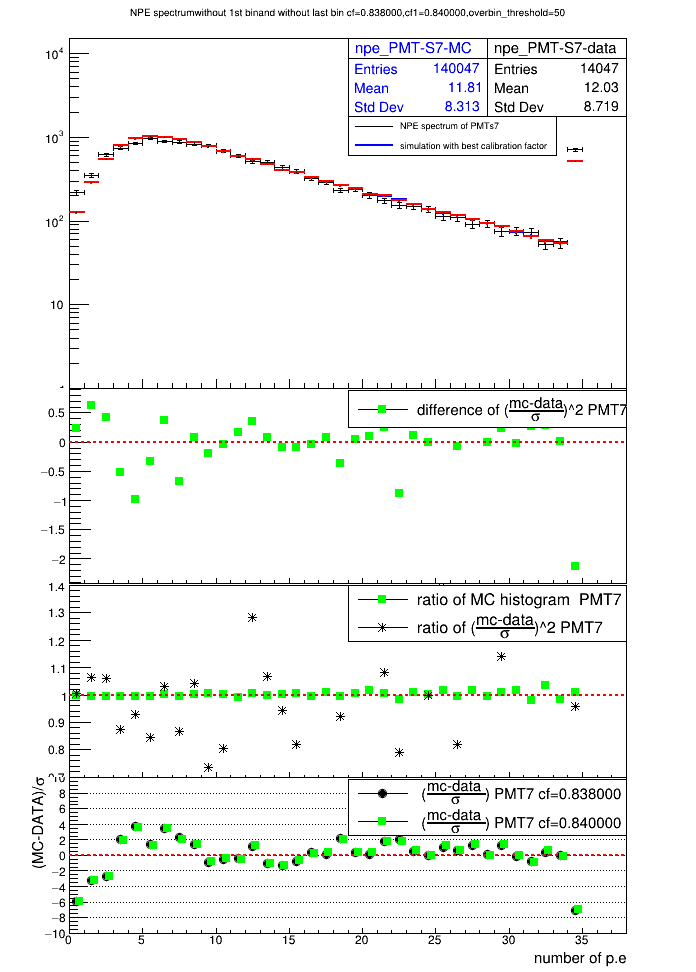 NPE spectrumwithout 1st binand without last bin cf=0.838000,cf1=0.840000,overbin_threshold=50
npe_PMT-S7-MC
Entries 140047
Mean 11.81
Std Dev 8.313
npe_PMT-S7-data
Entries 14047
Mean 12.03
Std Dev 8.719
NPE spectrum of PMTs7
simulation with best calibration factor
10^4
10^3
10^2
10
difference of (mc-data/σ)^2 PMT7
0.5
0
−0.5
−1
−1.5
−2
ratio of MC histogram PMT7
ratio of (mc-data/σ)^2 PMT7
1.4
1.3
1.2
1.1
1
0.9
0.8
(mc-data/σ) PMT7 cf=0.838000
(mc-data/σ) PMT7 cf=0.840000
(MC-DATA)/σ
8
6
4
2
0
−2
−4
−6
−8
−10
0 5 10 15 20 25 30 35
number of p.e